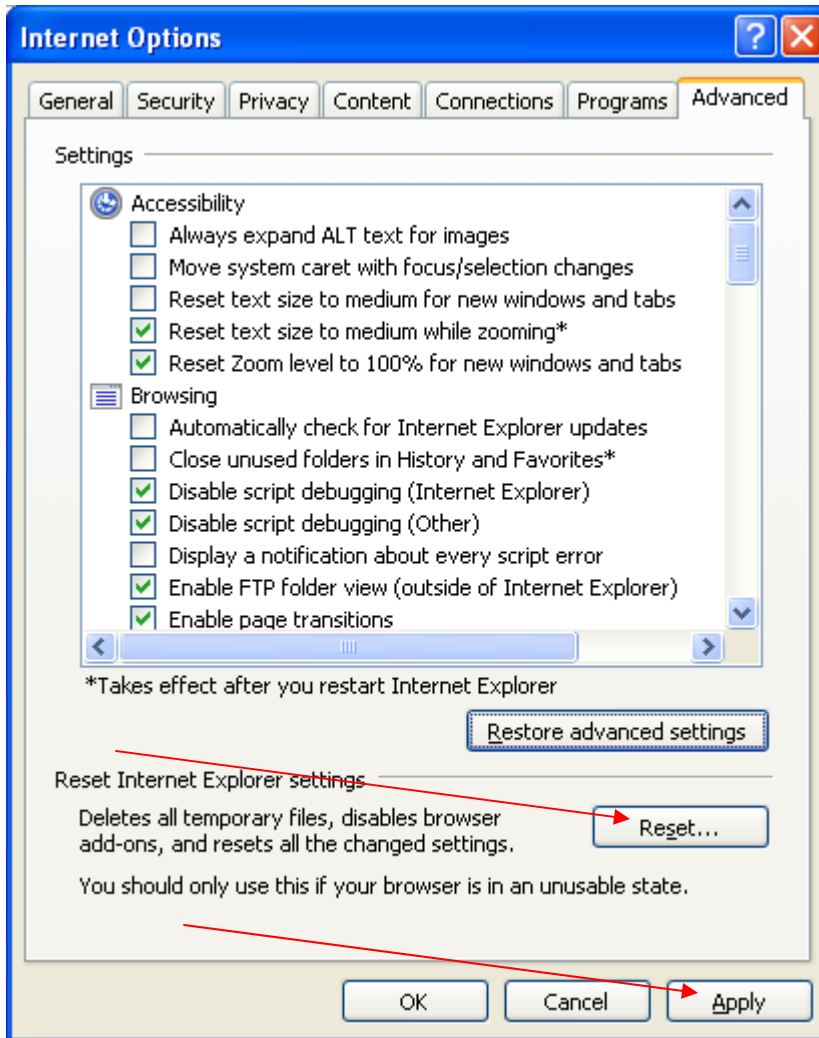 Internet Options
?
General Security Privacy Content Connections Programs Advanced
Settings
Accessibility
Always expand ALT text for images
Move system caret with focus/selection changes
Reset text size to medium for new windows and tabs
Reset text size to medium while zooming*
Reset Zoom level to 100% for new windows and tabs
Browsing
Automatically check for Internet Explorer updates
Close unused folders in History and Favorites*
Disable script debugging (Internet Explorer)
Disable script debugging (Other)
Display a notification about every script error
Enable FTP folder view (outside of Internet Explorer)
Enable page transitions
*Takes effect after you restart Internet Explorer
Restore advanced settings
Reset Internet Explorer settings
Deletes all temporary files, disables browser
add-ons, and resets all the changed settings.
Reset...
You should only use this if your browser is in an unusable state.
OK Cancel Apply